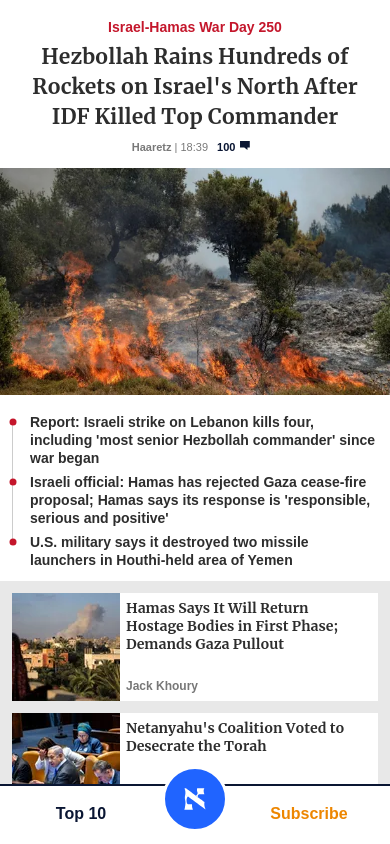 Israel-Hamas War Day 250
Hezbollah Rains Hundreds of
Rockets on Israel's North After
IDF Killed Top Commander
Haaretz | 18:39 100
Report: Israeli strike on Lebanon kills four,
including 'most senior Hezbollah commander' since
war began
Israeli official: Hamas has rejected Gaza cease-fire
proposal; Hamas says its response is 'responsible,
serious and positive'
U.S. military says it destroyed two missile
launchers in Houthi-held area of Yemen
Hamas Says It Will Return
Hostage Bodies in First Phase;
Demands Gaza Pullout
Jack Khoury
Netanyahu's Coalition Voted to
Desecrate the Torah
Top 10
א
Subscribe